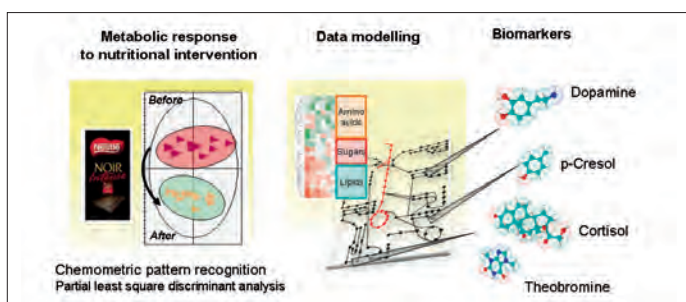 Metabolic response
to nutritional intervention
Before
Nestlé
NOIR
After
Chemometric pattern recognition
Partial least square discriminant analysis
Data modelling
Amino
acids
Sugars
Lipids
Biomarkers
Dopamine
p-Cresol
Cortisol
Theobromine